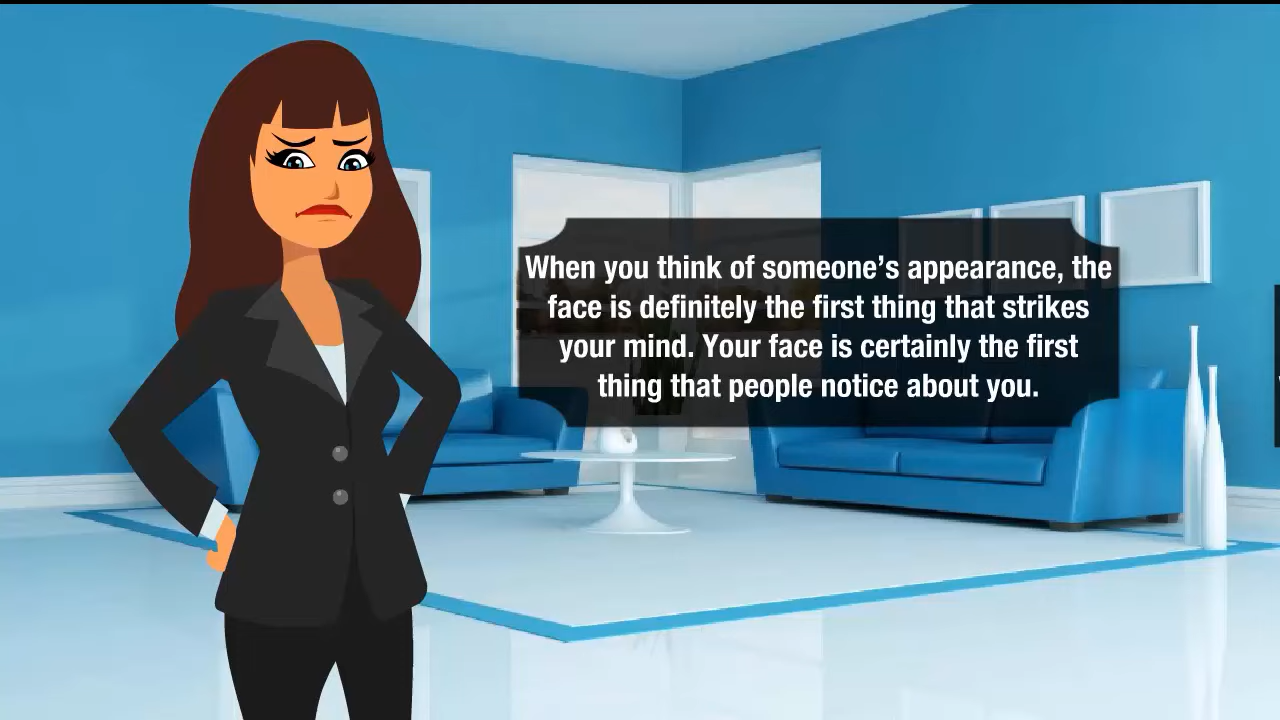 When you think of someone’s appearance, the
face is definitely the first thing that strikes
your mind. Your face is certainly the first
thing that people notice about you.